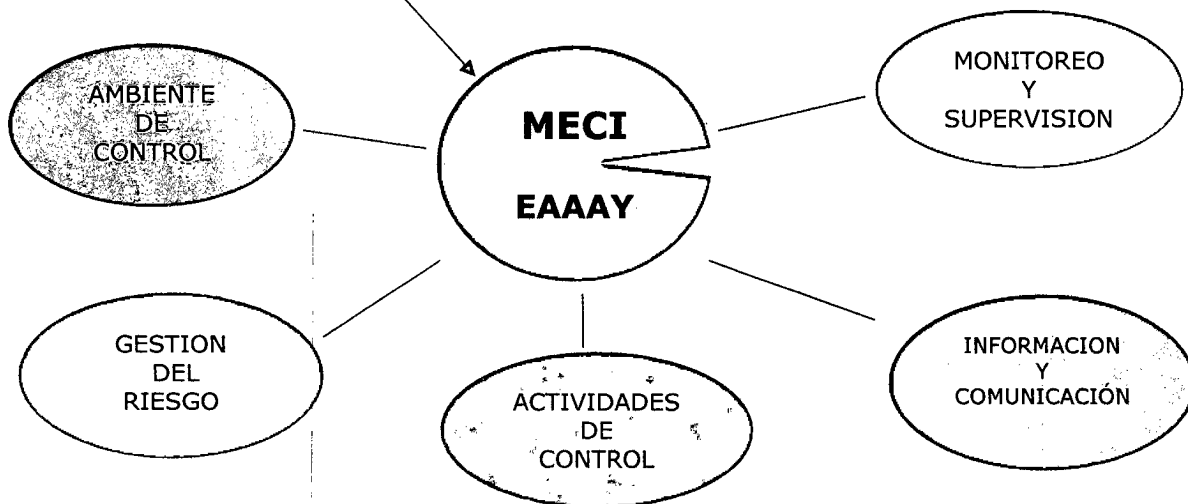 AMBIENTE
DE
CONTROL
MECI
EAAAY
MONITOREO
Y
SUPERVISION
GESTION
DEL
RIESGO
ACTIVIDADES
DE
CONTROL
INFORMACION
Y
COMUNICACIÓN